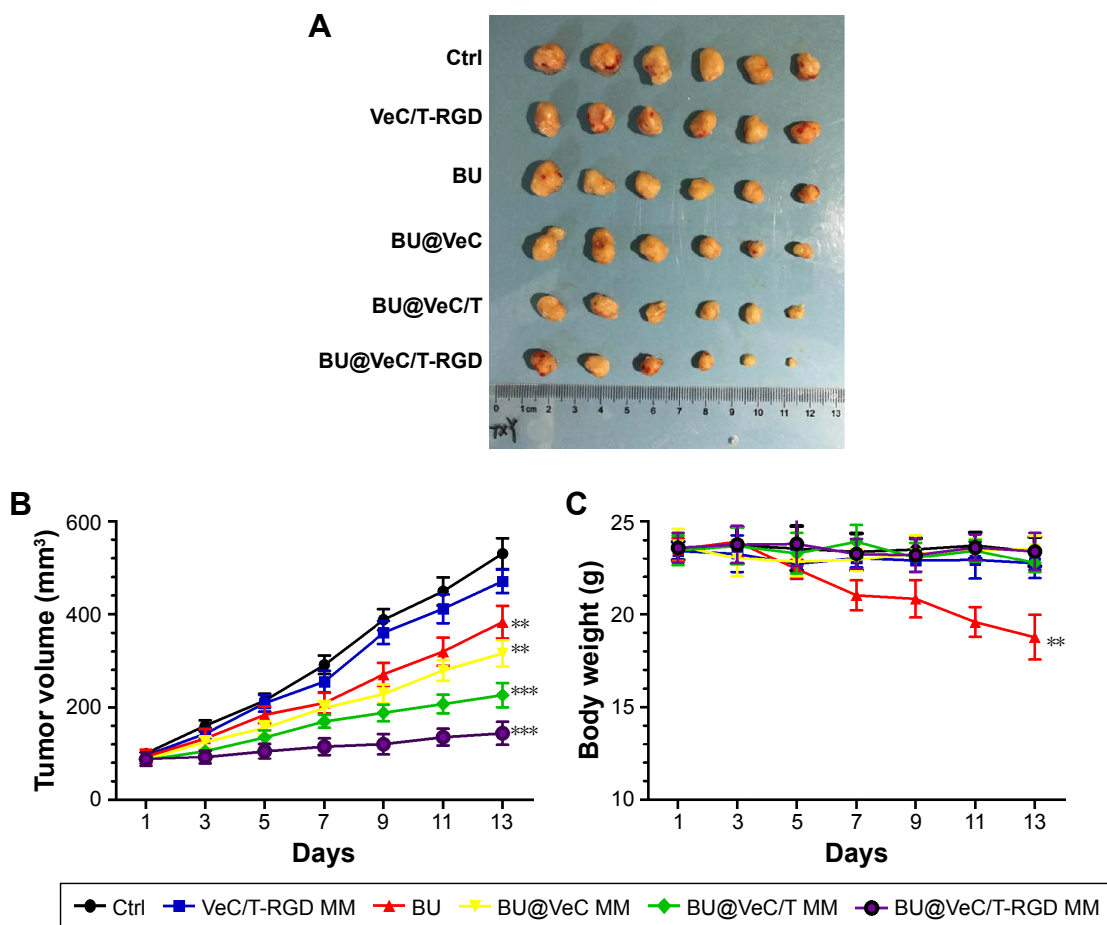 A
Ctrl
VeC/T-RGD
BU
BU@VeC
BU@VeC/T
BU@VeC/T-RGD
0 1cm 2 3 4 5 6 7 8 9 10 11 12 13
TXY
B
Tumor volume (mm³)
600
400
200
0
1 3 5 7 9 11 13
Days
**
**
***
***
C
Body weight (g)
25
20
15
10
1 3 5 7 9 11 13
Days
**
Ctrl VeC/T-RGD MM BU BU@VeC MM BU@VeC/T MM BU@VeC/T-RGD MM